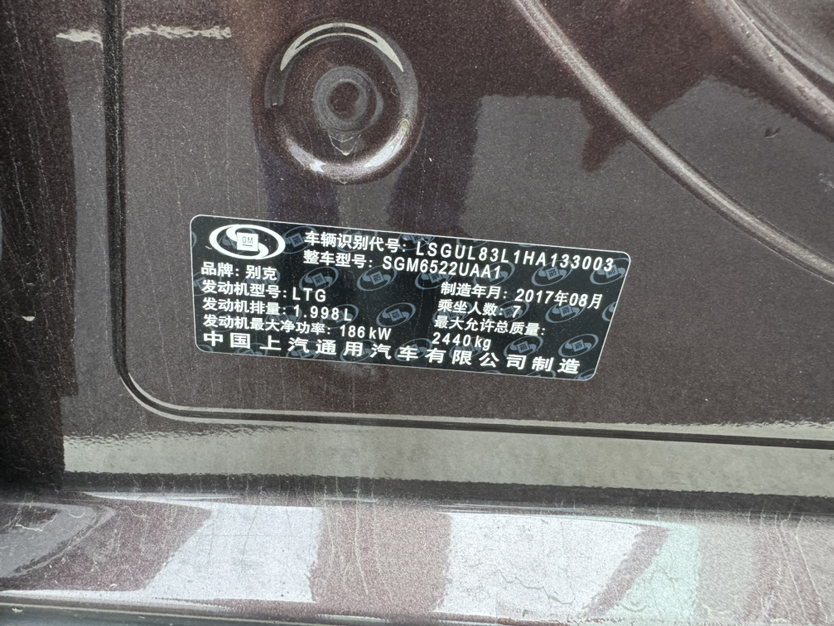 GM
车辆识别代号: LSGUL83L1HA133003
整车型号: SGM6522UAA1
品牌: 别克
制造年月: 2017年08月
发动机型号: LTG
乘坐人数: 7
发动机排量: 1.998L
最大允许总质量:
发动机最大净功率: 186kW
2440kg
中国上汽通用汽车有限公司制造